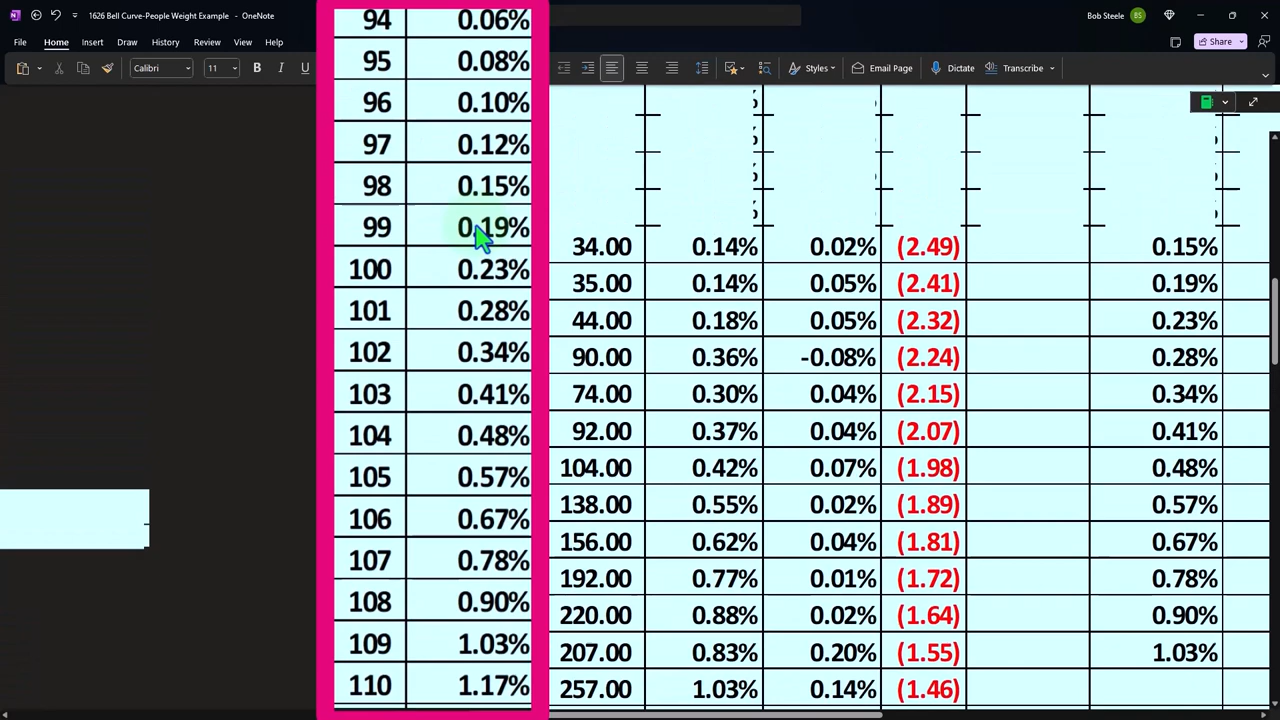 1626 Bell Curve-People Weight Example - OneNote
Bob Steele BS
File Home Insert Draw History Review View Help
Share
Calibri 11 B I U Styles Email Page Dictate Transcribe
94 0.06%
95 0.08%
96 0.10%
97 0.12%
98 0.15%
99 0.19%
100 0.23%
101 0.28%
102 0.34%
103 0.41%
104 0.48%
105 0.57%
106 0.67%
107 0.78%
108 0.90%
109 1.03%
110 1.17%
34.00 0.14% 0.02% (2.49) 0.15%
35.00 0.14% 0.05% (2.41) 0.19%
44.00 0.18% 0.05% (2.32) 0.23%
90.00 0.36% -0.08% (2.24) 0.28%
74.00 0.30% 0.04% (2.15) 0.34%
92.00 0.37% 0.04% (2.07) 0.41%
104.00 0.42% 0.07% (1.98) 0.48%
138.00 0.55% 0.02% (1.89) 0.57%
156.00 0.62% 0.04% (1.81) 0.67%
192.00 0.77% 0.01% (1.72) 0.78%
220.00 0.88% 0.02% (1.64) 0.90%
207.00 0.83% 0.20% (1.55) 1.03%
257.00 1.03% 0.14% (1.46)